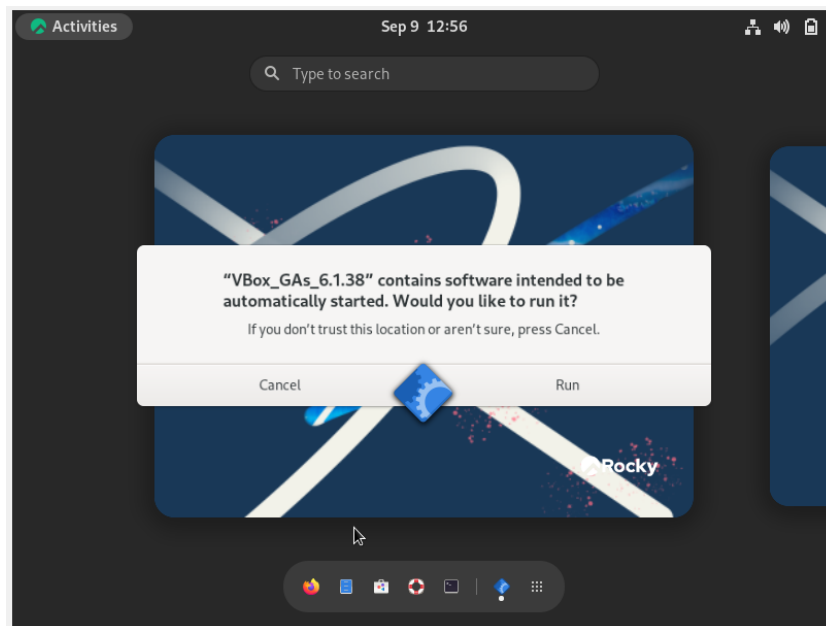 Activities
Sep 9 12:56
Type to search
“VBox_GAs_6.1.38” contains software intended to be
automatically started. Would you like to run it?
If you don’t trust this location or aren’t sure, press Cancel.
Cancel
Run
Rocky